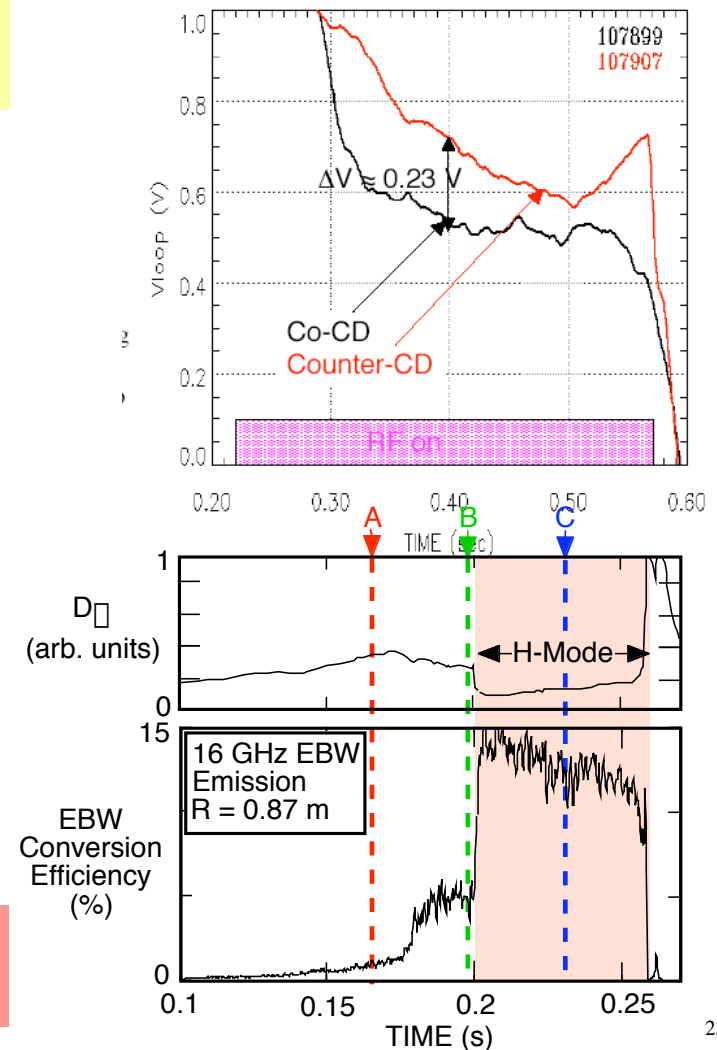 1.0
107899
107907
0.8
ΔV ≈ 0.23 V
0.6
Vloop (V)
0.4
Co-CD
Counter-CD
0.2
RF on
0.0
0.20 0.30 0.40 0.50 0.60
A B C
TIME (sec)
1
D□
(arb. units)
H-Mode
0
15
16 GHz EBW
Emission
R = 0.87 m
EBW
Conversion
Efficiency
(%)
0
0.1 0.15 0.2 0.25
TIME (s)